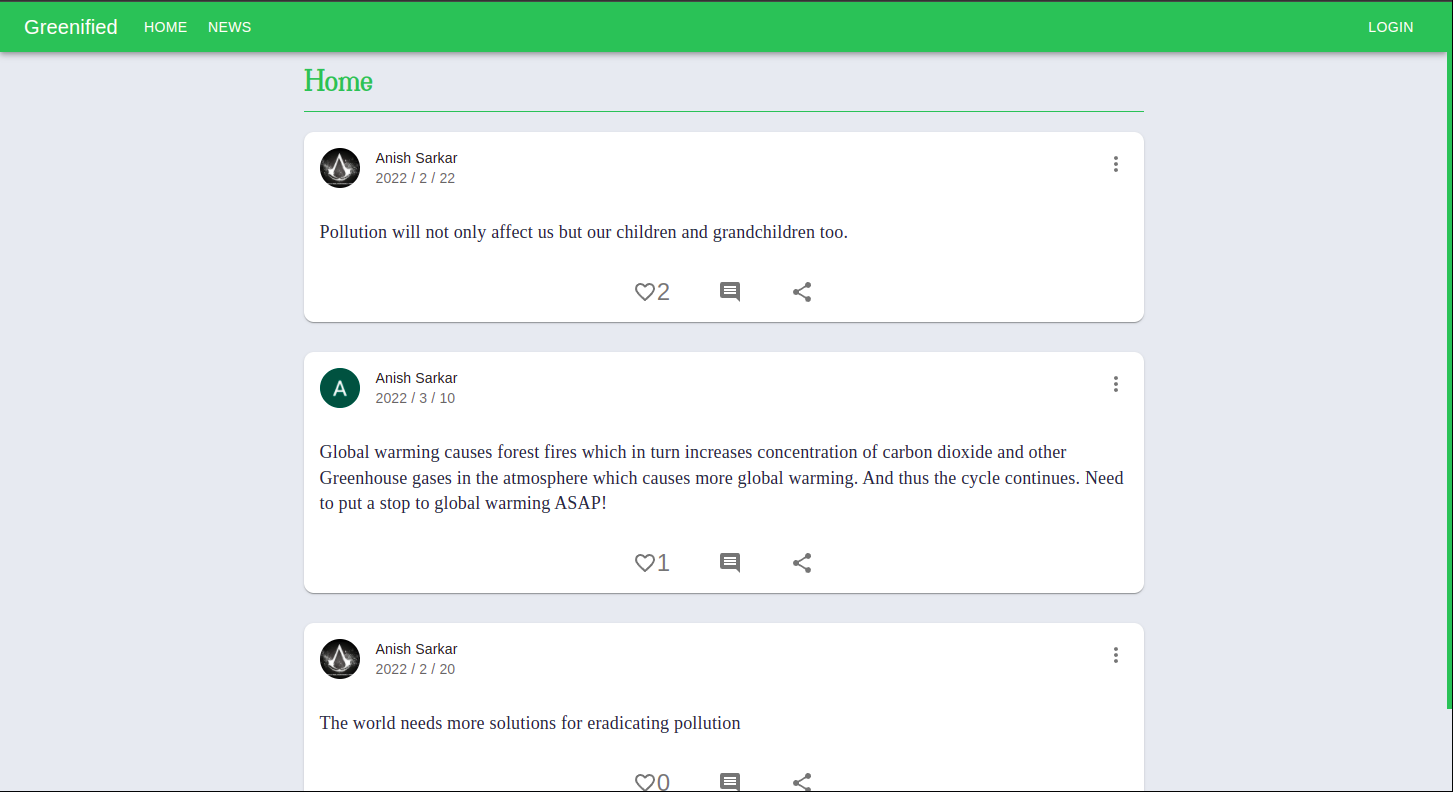 Greenified HOME NEWS LOGIN
Home
Anish Sarkar
2022 / 2 / 22
Pollution will not only affect us but our children and grandchildren too.
2
A
Anish Sarkar
2022 / 3 / 10
Global warming causes forest fires which in turn increases concentration of carbon dioxide and other
Greenhouse gases in the atmosphere which causes more global warming. And thus the cycle continues. Need
to put a stop to global warming ASAP!
1
Anish Sarkar
2022 / 2 / 20
The world needs more solutions for eradicating pollution
0